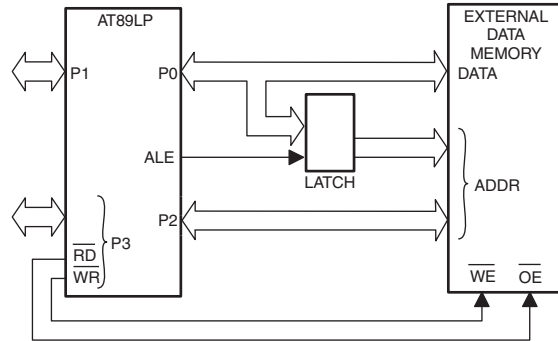 AT89LP
EXTERNAL
DATA
MEMORY
P1
P0
DATA
ALE
LATCH
ADDR
P2
P3
RD
WR
WE
OE